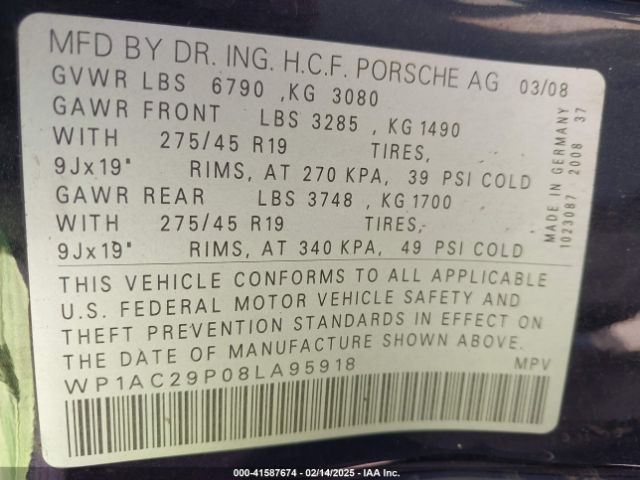 MFD BY DR. ING. H.C.F. PORSCHE AG 03/08
GVWR LBS 6790 ,KG 3080
GAWR FRONT LBS 3285 , KG 1490
WITH 275/45 R19 TIRES,
9Jx19" RIMS, AT 270 KPA, 39 PSI COLD
GAWR REAR LBS 3748 , KG 1700
WITH 275/45 R19 TIRES,
9Jx19" RIMS, AT 340 KPA, 49 PSI COLD
THIS VEHICLE CONFORMS TO ALL APPLICABLE
U.S. FEDERAL MOTOR VEHICLE SAFETY AND
THEFT PREVENTION STANDARDS IN EFFECT ON
THE DATE OF MANUFACTURE SHOWN ABOVE.
WP1AC29P08LA95918 MPV
MADE IN GERMANY
1023087 2008 37
000-41587674 - 02/14/2025 - IAA Inc.